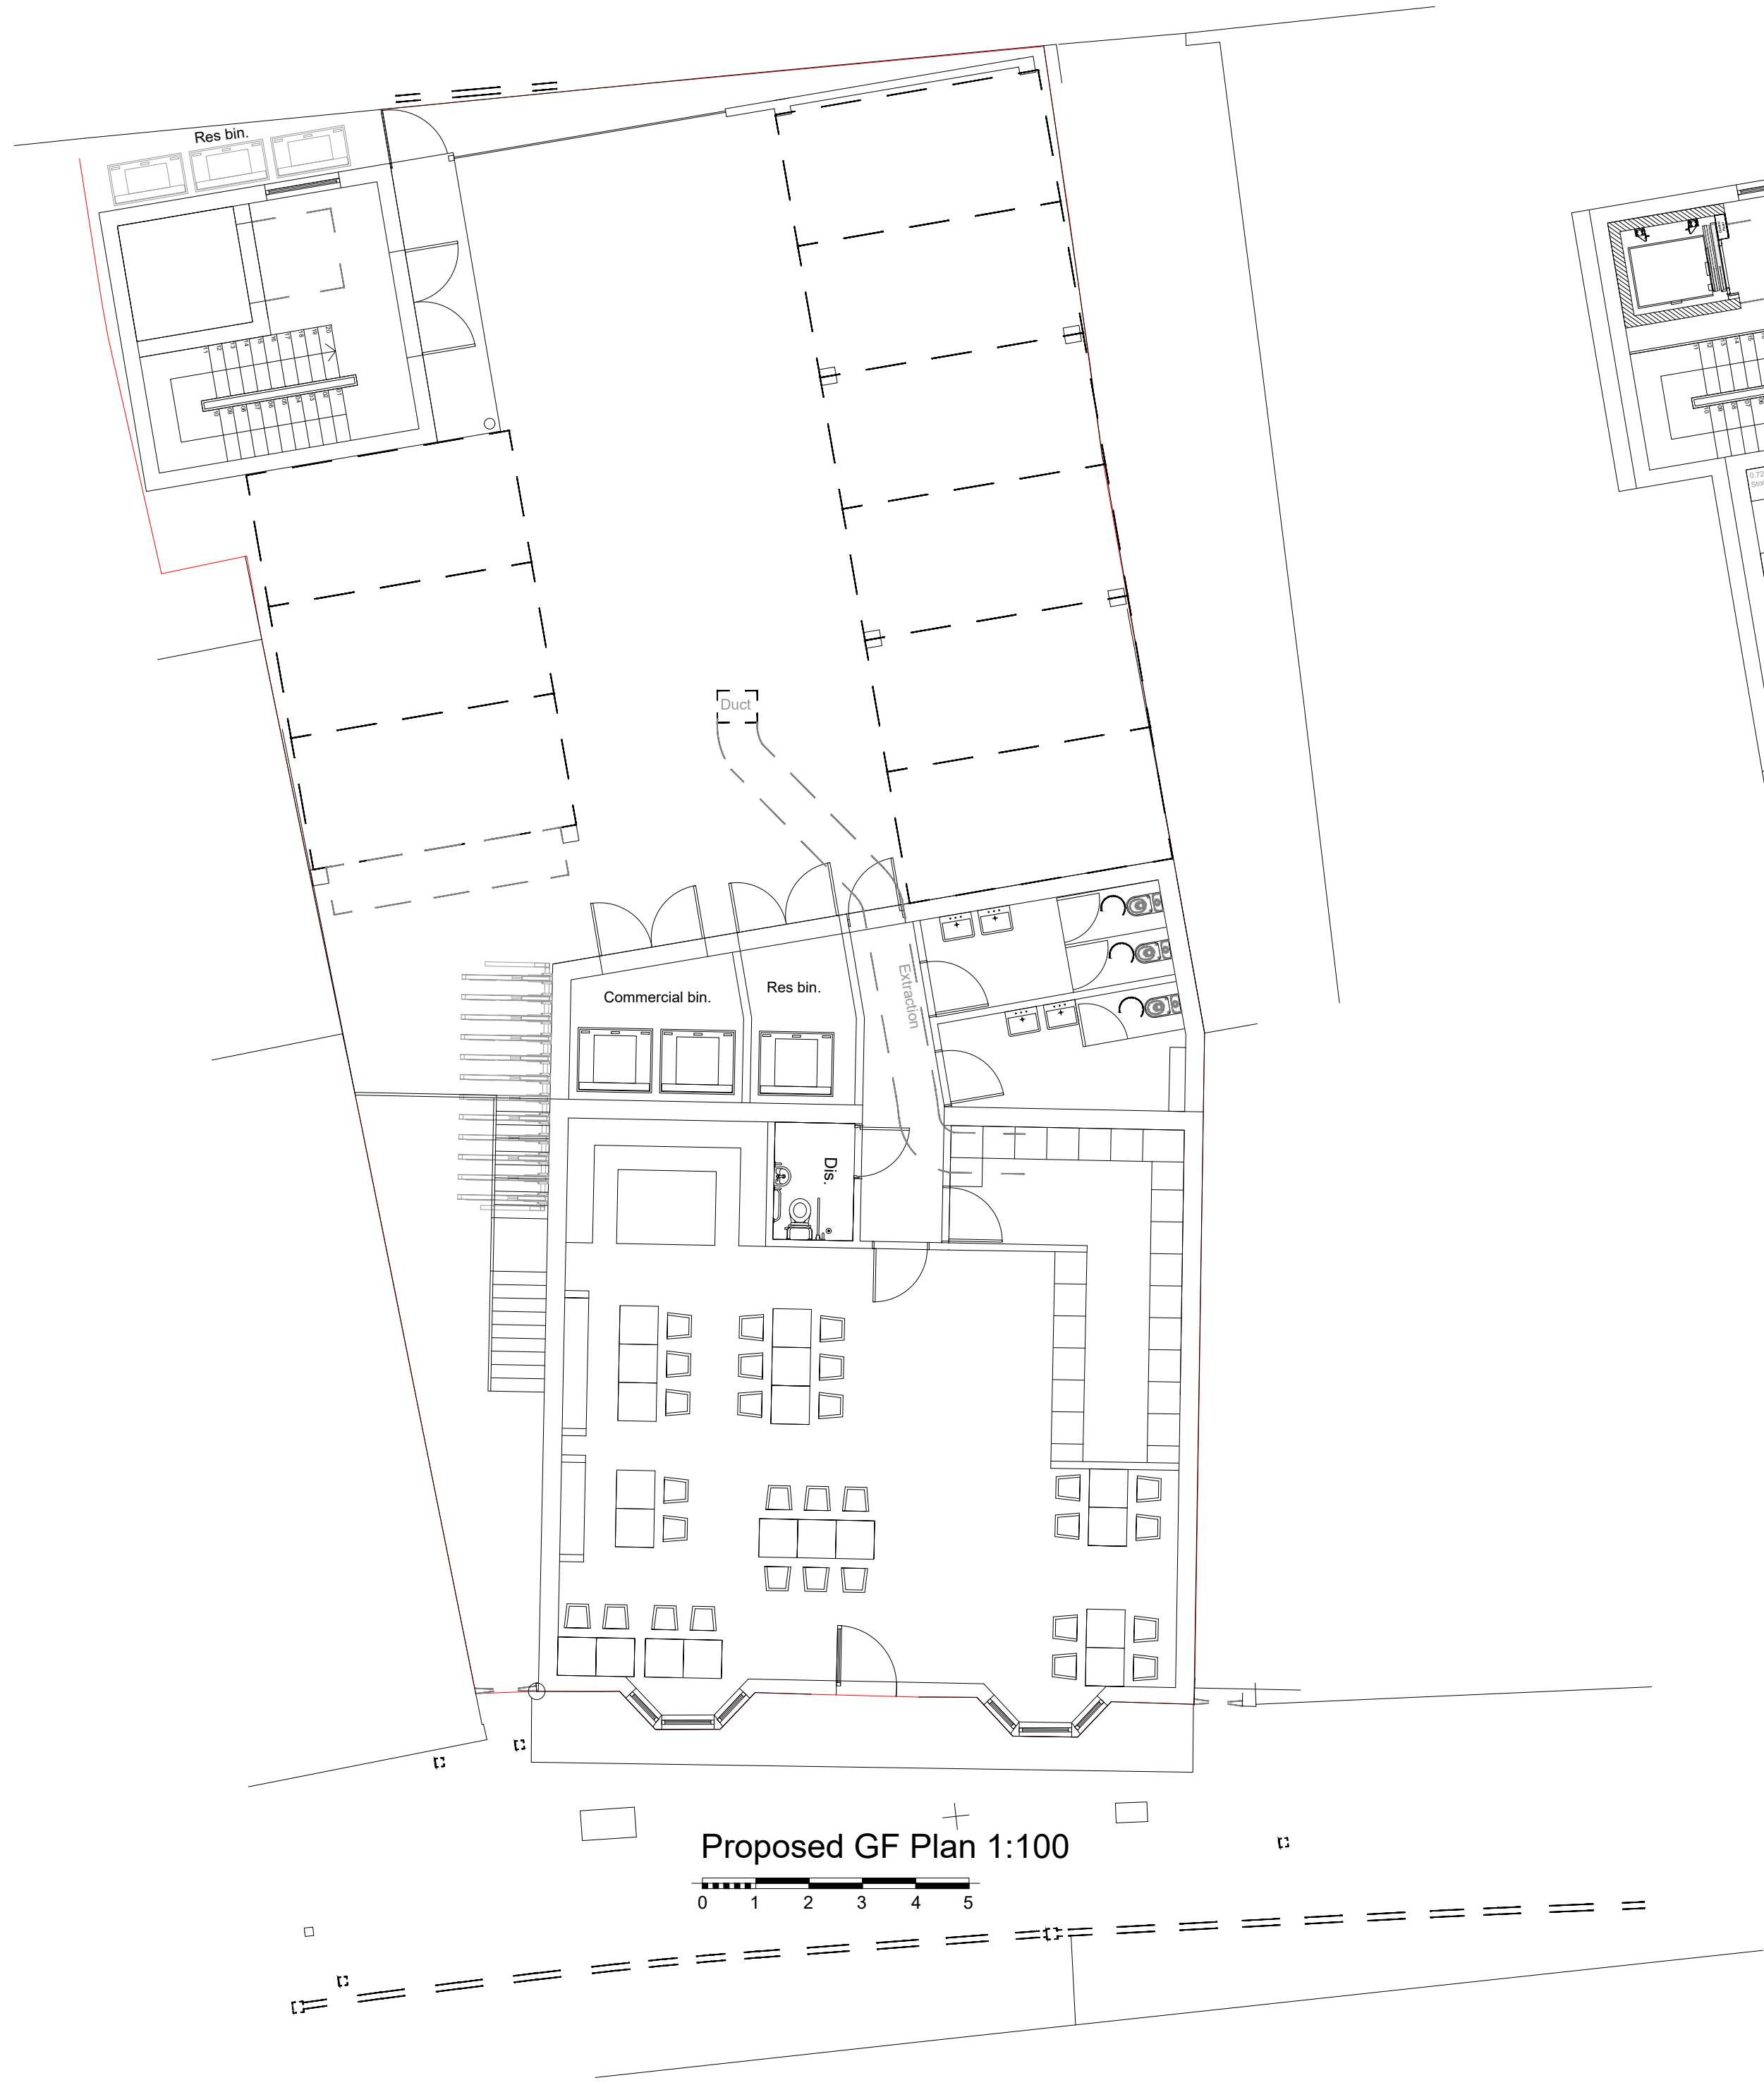 Res bin.
Duct
Extraction
Commercial bin.
Res bin.
Dis.
Proposed GF Plan 1:100
0 1 2 3 4 5